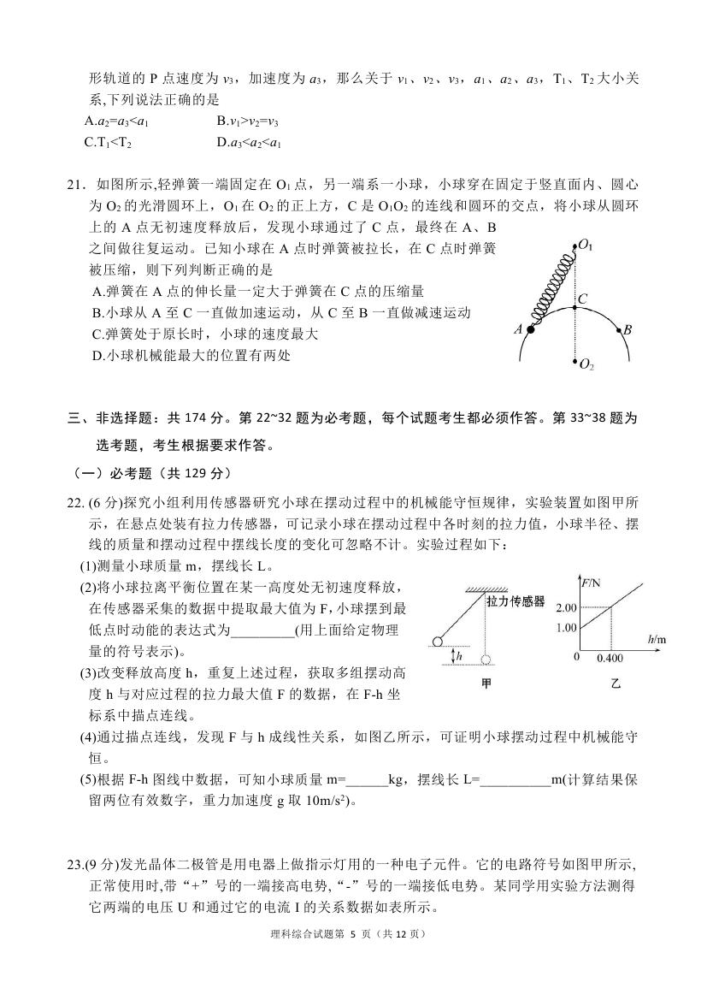 形轨道的 P 点速度为 v₃，加速度为 a₃，那么关于 v₁、v₂、v₃，a₁、a₂、a₃，T₁、T₂大小关
系,下列说法正确的是
A.a₂=a₃<a₁ B.v₁>v₂=v₃
C.T₁<T₂ D.a₃<a₂<a₁
21．如图所示,轻弹簧一端固定在 O₁点，另一端系一小球，小球穿在固定于竖直面内、圆心
为 O₂的光滑圆环上，O₁在 O₂的正上方，C 是 O₁O₂的连线和圆环的交点，将小球从圆环
上的 A 点无初速度释放后，发现小球通过了 C 点，最终在 A、B
之间做往复运动。已知小球在 A 点时弹簧被拉长，在 C 点时弹簧
被压缩，则下列判断正确的是
A.弹簧在 A 点的伸长量一定大于弹簧在 C 点的压缩量
B.小球从 A 至 C 一直做加速运动，从 C 至 B 一直做减速运动
C.弹簧处于原长时，小球的速度最大
D.小球机械能最大的位置有两处
O₁
C
A
B
O₂
三、非选择题：共 174 分。第 22~32 题为必考题，每个试题考生都必须作答。第 33~38 题为
选考题，考生根据要求作答。
（一）必考题（共 129 分）
22. (6 分)探究小组利用传感器研究小球在摆动过程中的机械能守恒规律，实验装置如图甲所
示，在悬点处装有拉力传感器，可记录小球在摆动过程中各时刻的拉力值，小球半径、摆
线的质量和摆动过程中摆线长度的变化可忽略不计。实验过程如下：
(1)测量小球质量 m，摆线长 L。
(2)将小球拉离平衡位置在某一高度处无初速度释放，
在传感器采集的数据中提取最大值为 F，小球摆到最
低点时动能的表达式为_________(用上面给定物理
量的符号表示)。
(3)改变释放高度 h，重复上述过程，获取多组摆动高
度 h 与对应过程的拉力最大值 F 的数据，在 F-h 坐
标系中描点连线。
拉力传感器
h
甲
F/N
2.00
1.00
h/m
0 0.400
乙
(4)通过描点连线，发现 F 与 h 成线性关系，如图乙所示，可证明小球摆动过程中机械能守
恒。
(5)根据 F-h 图线中数据，可知小球质量 m=______kg，摆线长 L=__________m(计算结果保
留两位有效数字，重力加速度 g 取 10m/s²)。
23.(9 分)发光晶体二极管是用电器上做指示灯用的一种电子元件。它的电路符号如图甲所示,
正常使用时,带“+”号的一端接高电势,“-”号的一端接低电势。某同学用实验方法测得
它两端的电压 U 和通过它的电流 I 的关系数据如表所示。
理科综合试题第 5 页（共 12 页）